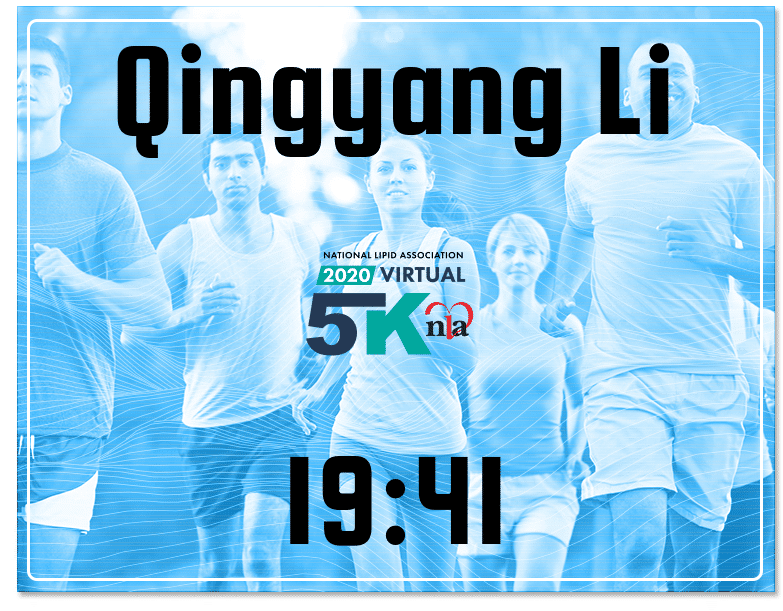 Qingyang Li
NATIONAL LIPID ASSOCIATION
2020 VIRTUAL
5K nla
19:41